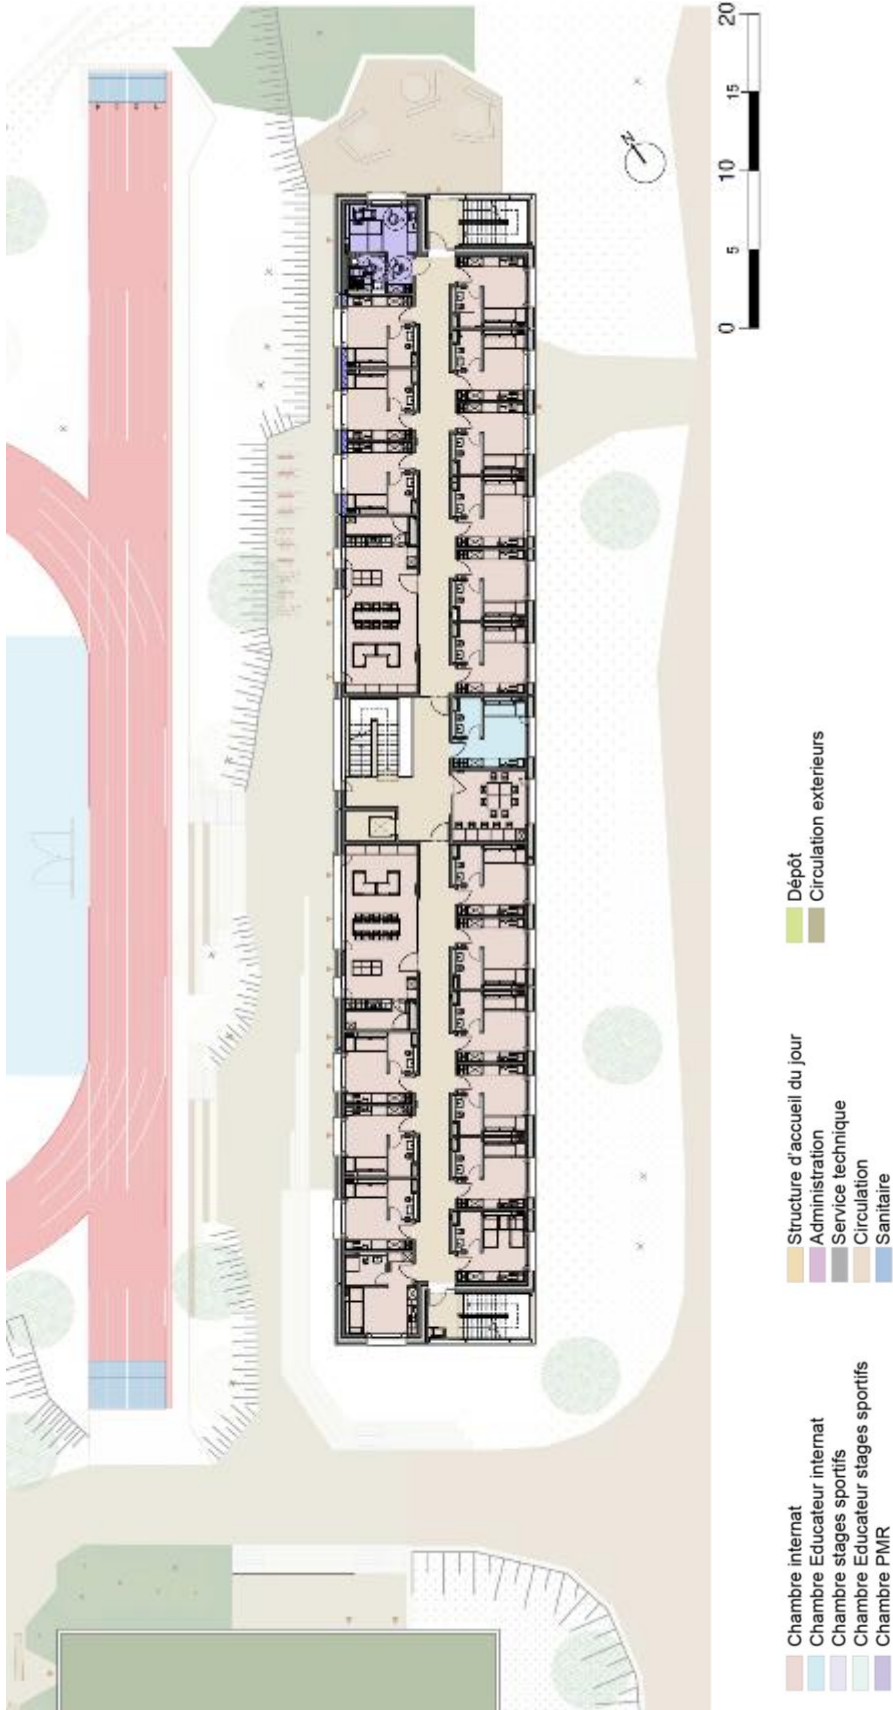 N
0 5 10 15 20
Chambre internat
Chambre Educateur internat
Chambre stages sportifs
Chambre Educateur stages sportifs
Chambre PMR
Structure d'accueil du jour
Administration
Service technique
Circulation
Sanitaire
Dépôt
Circulation exterieurs